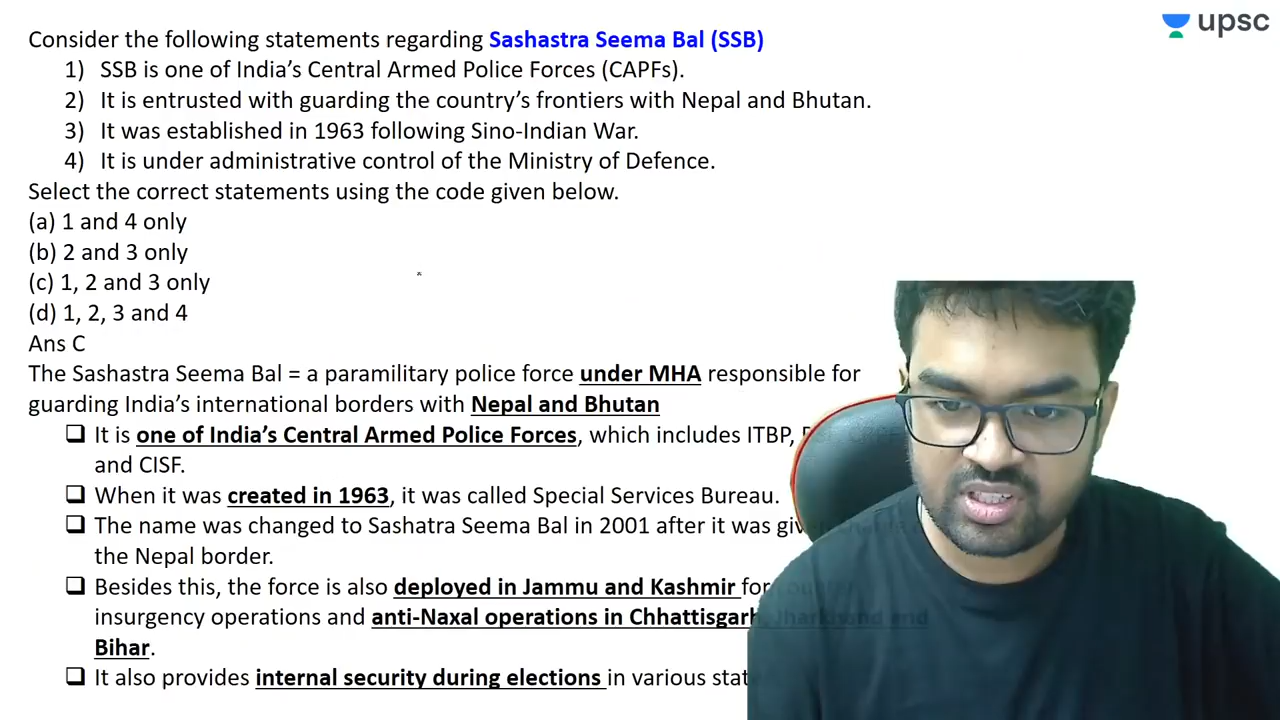 upsc
Consider the following statements regarding Sashastra Seema Bal (SSB)
1) SSB is one of India’s Central Armed Police Forces (CAPFs).
2) It is entrusted with guarding the country’s frontiers with Nepal and Bhutan.
3) It was established in 1963 following Sino-Indian War.
4) It is under administrative control of the Ministry of Defence.
Select the correct statements using the code given below.
(a) 1 and 4 only
(b) 2 and 3 only
(c) 1, 2 and 3 only
(d) 1, 2, 3 and 4
Ans C
The Sashastra Seema Bal = a paramilitary police force under MHA responsible for
guarding India’s international borders with Nepal and Bhutan
❑ It is one of India’s Central Armed Police Forces, which includes ITBP,
and CISF.
❑ When it was created in 1963, it was called Special Services Bureau.
❑ The name was changed to Sashatra Seema Bal in 2001 after it was
the Nepal border.
❑ Besides this, the force is also deployed in Jammu and Kashmir for
insurgency operations and anti-Naxal operations in Chhattisgarh, Jharkhand and
Bihar.
❑ It also provides internal security during elections in various